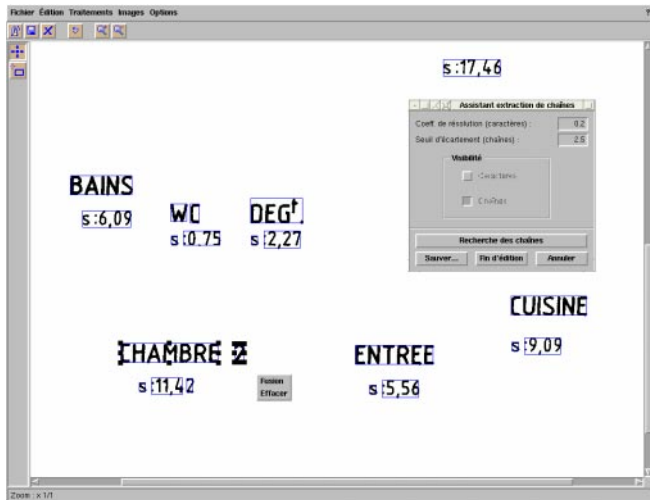 Fichier Édition Traitements Images Options
s:17,46
Assistant extraction de chaînes
Coeff. de résolution (caractères) : 0.2
Seuil d'écartement (chaînes) : 2.5
Visibilité
Caractères
Chaînes
Recherche des chaînes
Sauver... Fin d'édition Annuler
BAINS
s:6,09
WC
s:0.75
DEGt.
s:2,27
CUISINE
s:9,09
CHAMBRE 2
s:11,42
Fusion
Effacer
ENTREE
s:5,56
Zoom : x 1/1